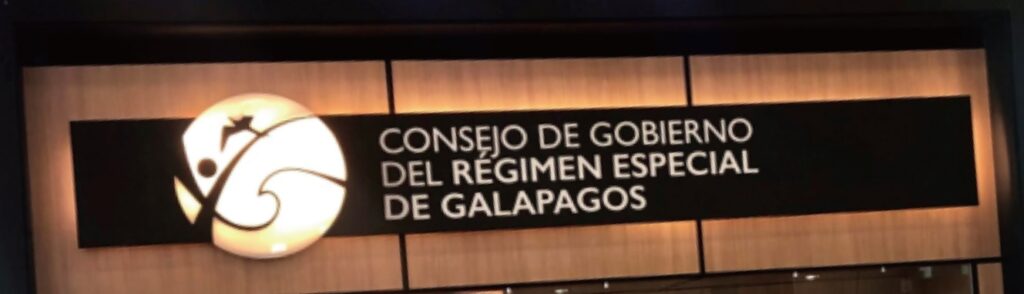 CONSEJO DE GOBIERNO
DEL RÉGIMEN ESPECIAL
DE GALAPAGOS